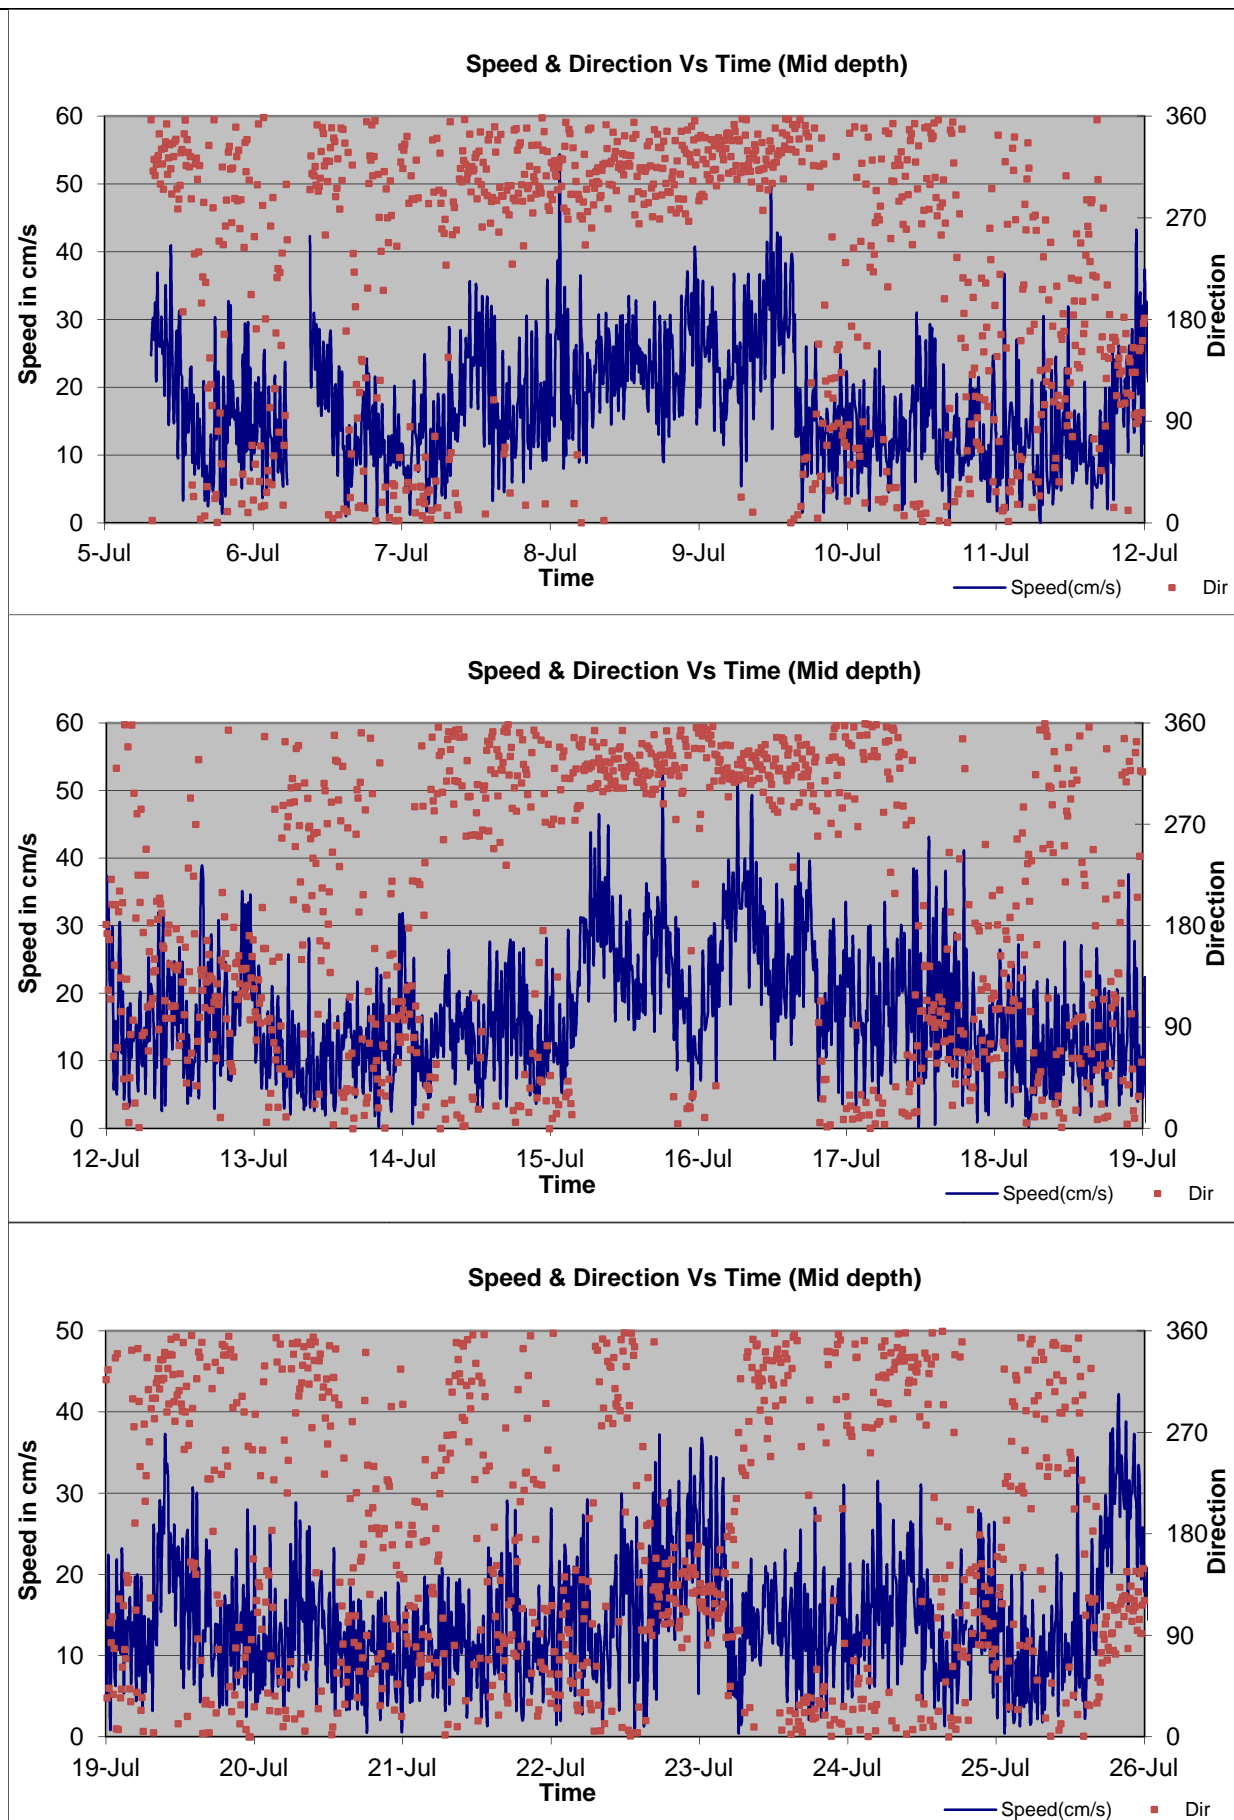 Speed & Direction Vs Time (Mid depth)
60 360
50
270
40
30 180
20
90
10
0 0
Speed in cm/s
Direction
5-Jul 6-Jul 7-Jul 8-Jul 9-Jul 10-Jul 11-Jul 12-Jul
Time
Speed(cm/s) Dir
Speed & Direction Vs Time (Mid depth)
60 360
50
270
40
30 180
20
90
10
0 0
Speed in cm/s
Direction
12-Jul 13-Jul 14-Jul 15-Jul 16-Jul 17-Jul 18-Jul 19-Jul
Time
Speed(cm/s) Dir
Speed & Direction Vs Time (Mid depth)
50 360
40
270
30
180
20
90
10
0 0
Speed in cm/s
Direction
19-Jul 20-Jul 21-Jul 22-Jul 23-Jul 24-Jul 25-Jul 26-Jul
Time
Speed(cm/s) Dir